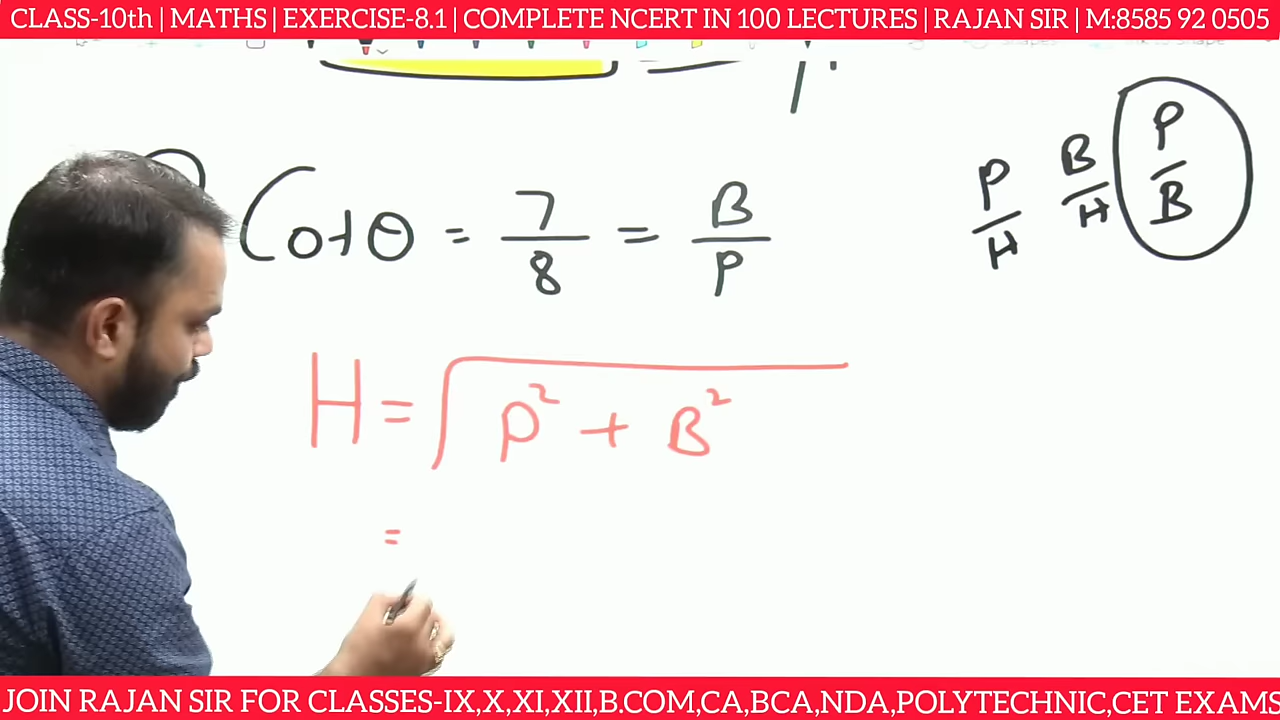 CLASS-10th | MATHS | EXERCISE-8.1 | COMPLETE NCERT IN 100 LECTURES | RAJAN SIR | M:8585 92 0505
P/H B/H P/B
Cotθ = 7/8 = B/P
H = √(P² + B²)
=
JOIN RAJAN SIR FOR CLASSES-IX,X,XI,XII,B.COM,CA,BCA,NDA,POLYTECHNIC,CET EXAMS